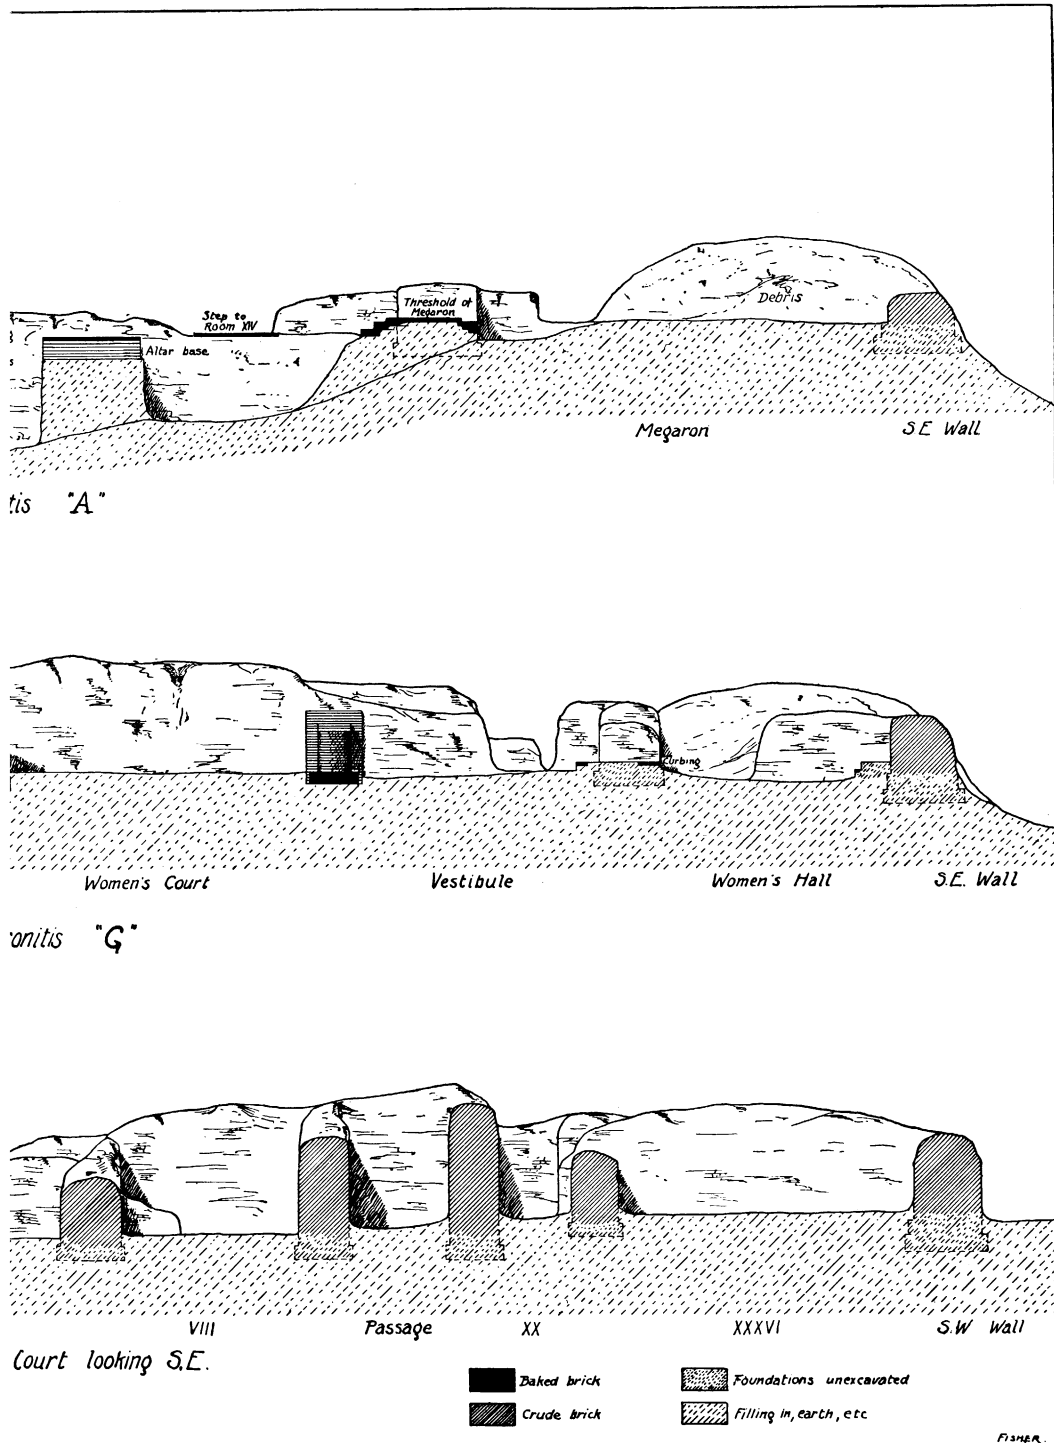 Step to
Room XIV
Threshold of
Megaron
Debris
Altar base
Megaron
S.E Wall
tis "A"
Curbing
Women's Court
Vestibule
Women's Hall
S.E. Wall
onitis "G"
VIII
Passage
XX
XXXVI
S.W Wall
Court looking S.E.
Baked brick
Foundations unexcavated
Crude brick
Filling in, earth, etc
FISHER.